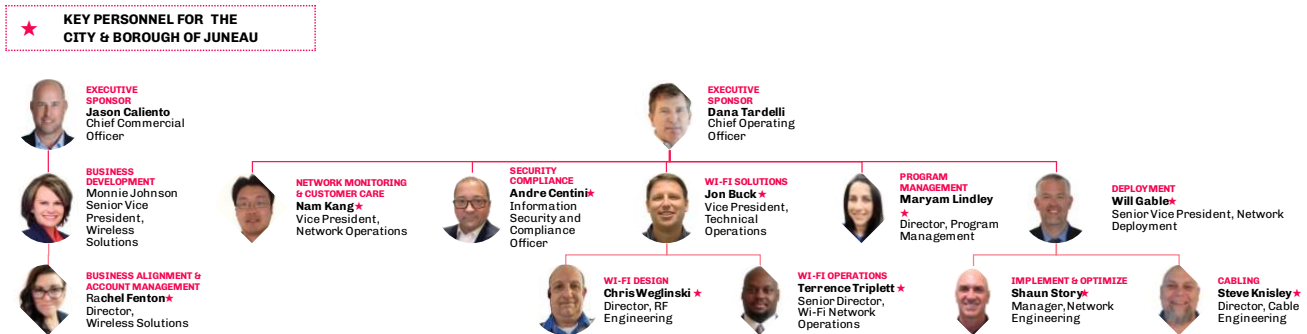 ★ KEY PERSONNEL FOR THE
CITY & BOROUGH OF JUNEAU
EXECUTIVE
SPONSOR
Jason Caliento
Chief Commercial
Officer
EXECUTIVE
SPONSOR
Dana Tardelli
Chief Operating
Officer
BUSINESS
DEVELOPMENT
Monnie Johnson
Senior Vice
President,
Wireless
Solutions
NETWORK MONITORING
& CUSTOMER CARE
Nam Kang★
Vice President,
Network Operations
SECURITY
COMPLIANCE
Andre Centini★
Information
Security and
Compliance
Officer
WI-FI SOLUTIONS
Jon Buck ★
Vice President,
Technical
Operations
PROGRAM
MANAGEMENT
Maryam Lindley
★
Director, Program
Management
DEPLOYMENT
Will Gable★
Senior Vice President, Network
Deployment
BUSINESS ALIGNMENT &
ACCOUNT MANAGEMENT
Rachel Fenton★
Director,
Wireless Solutions
WI-FI DESIGN
Chris Weglinski ★
Director, RF
Engineering
WI-FI OPERATIONS
Terrence Triplett ★
Senior Director,
Wi-Fi Network
Operations
IMPLEMENT & OPTIMIZE
Shaun Story★
Manager, Network
Engineering
CABLING
Steve Knisley★
Director, Cable
Engineering